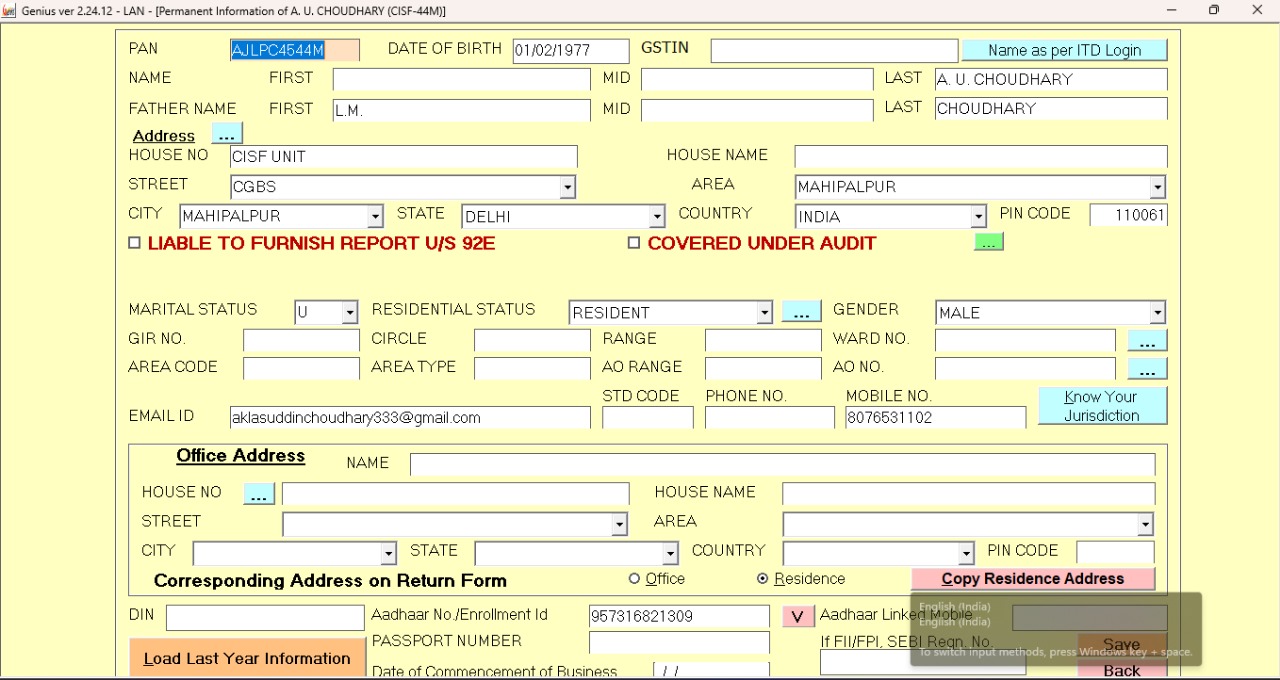 Genius ver 2.24.12 - LAN - [Permanent Information of A. U. CHOUDHARY (CISF-44M)]
PAN AJLPC4544M DATE OF BIRTH 01/02/1977 GSTIN Name as per ITD Login
NAME FIRST MID LAST A. U. CHOUDHARY
FATHER NAME FIRST L.M. MID LAST CHOUDHARY
Address ...
HOUSE NO CISF UNIT HOUSE NAME
STREET CGBS AREA MAHIPALPUR
CITY MAHIPALPUR STATE DELHI COUNTRY INDIA PIN CODE 110061
LIABLE TO FURNISH REPORT U/S 92E COVERED UNDER AUDIT ...
MARITAL STATUS U RESIDENTIAL STATUS RESIDENT ... GENDER MALE
GIR NO. CIRCLE RANGE WARD NO. ...
AREA CODE AREA TYPE AO RANGE AO NO. ...
STD CODE PHONE NO. MOBILE NO. Know Your
EMAIL ID aklasuddinchoudhary333@gmail.com 8076531102 Jurisdiction
Office Address NAME
HOUSE NO ... HOUSE NAME
STREET AREA
CITY STATE COUNTRY PIN CODE
Corresponding Address on Return Form Office Residence Copy Residence Address
DIN Aadhaar No./Enrollment Id 957316821309 V Aadhaar Linked Mobile
English (India)
English (India)
PASSPORT NUMBER If FII/FPI, SEBI Regn. No. Save
To switch input methods, press Windows key + space.
Load Last Year Information Date of Commencement of Business / / Back